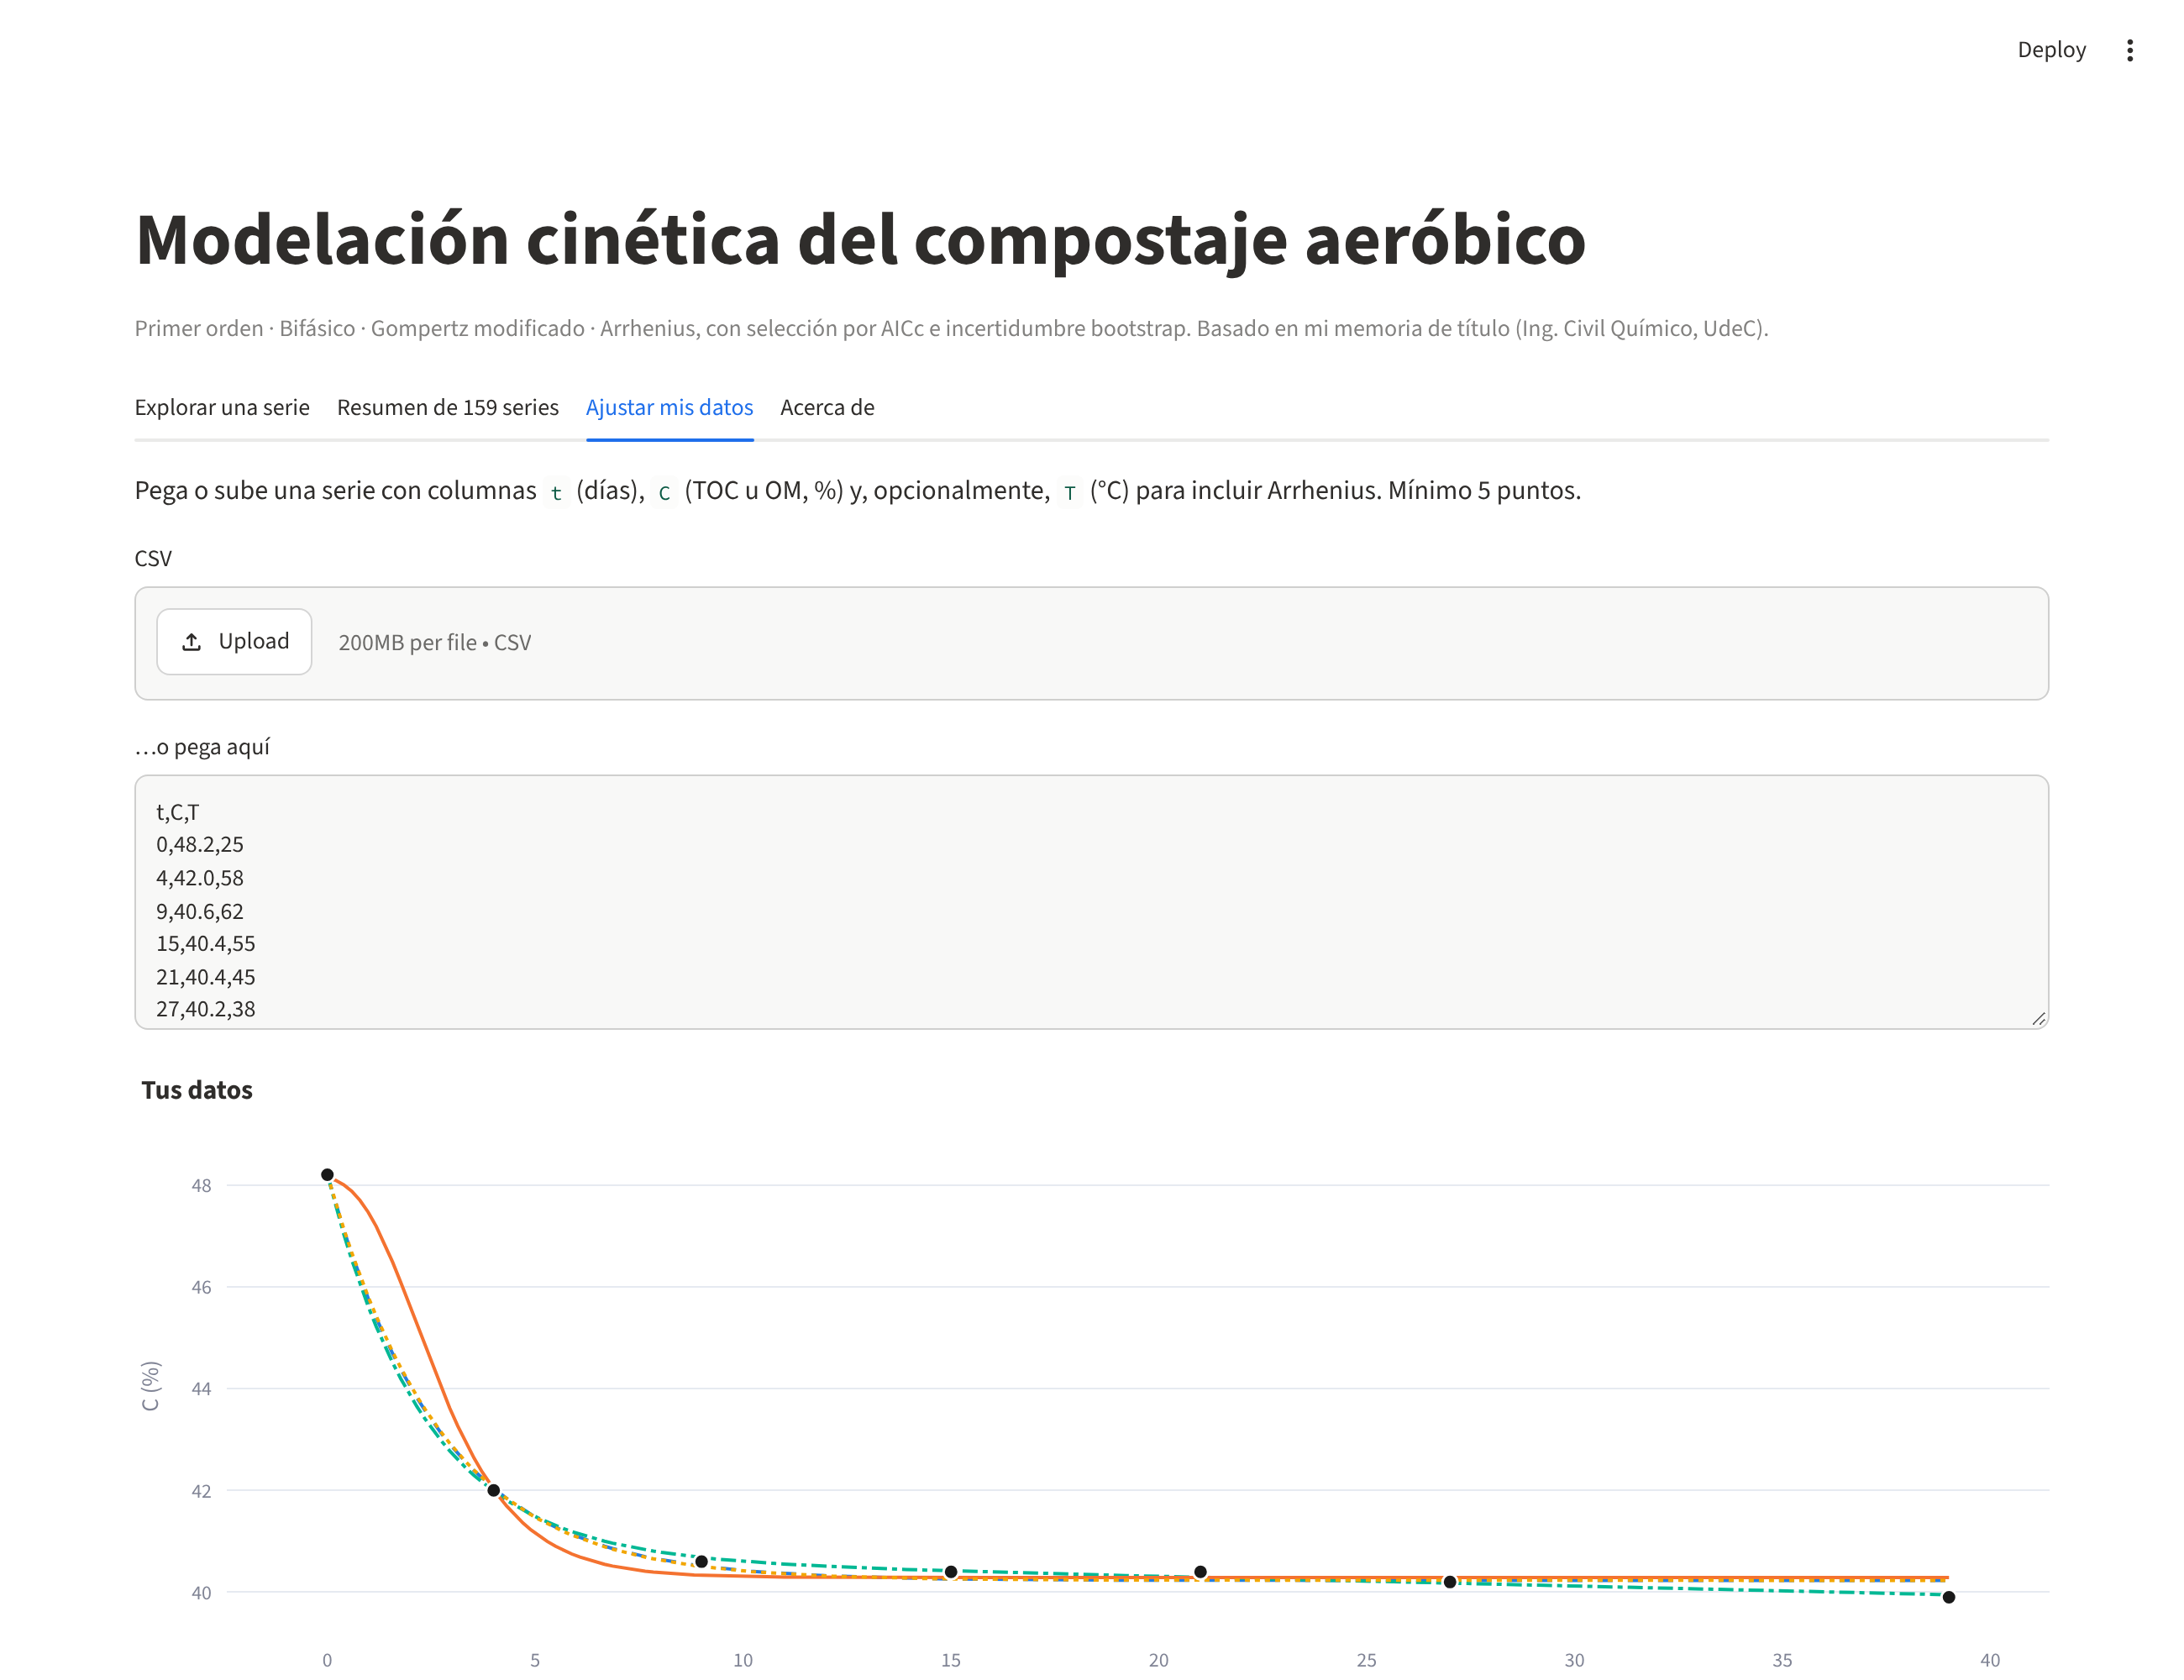 Deploy
Modelación cinética del compostaje aeróbico
Primer orden · Bifásico · Gompertz modificado · Arrhenius, con selección por AICc e incertidumbre bootstrap. Basado en mi memoria de título (Ing. Civil Químico, UdeC).
Explorar una serie Resumen de 159 series Ajustar mis datos Acerca de
Pega o sube una serie con columnas t (días), C (TOC u OM, %) y, opcionalmente, T (°C) para incluir Arrhenius. Mínimo 5 puntos.
CSV
Upload 200MB per file • CSV
…o pega aquí
t,C,T
0,48.2,25
4,42.0,58
9,40.6,62
15,40.4,55
21,40.4,45
27,40.2,38
Tus datos
48
46
44
C (%)
42
40
0 5 10 15 20 25 30 35 40